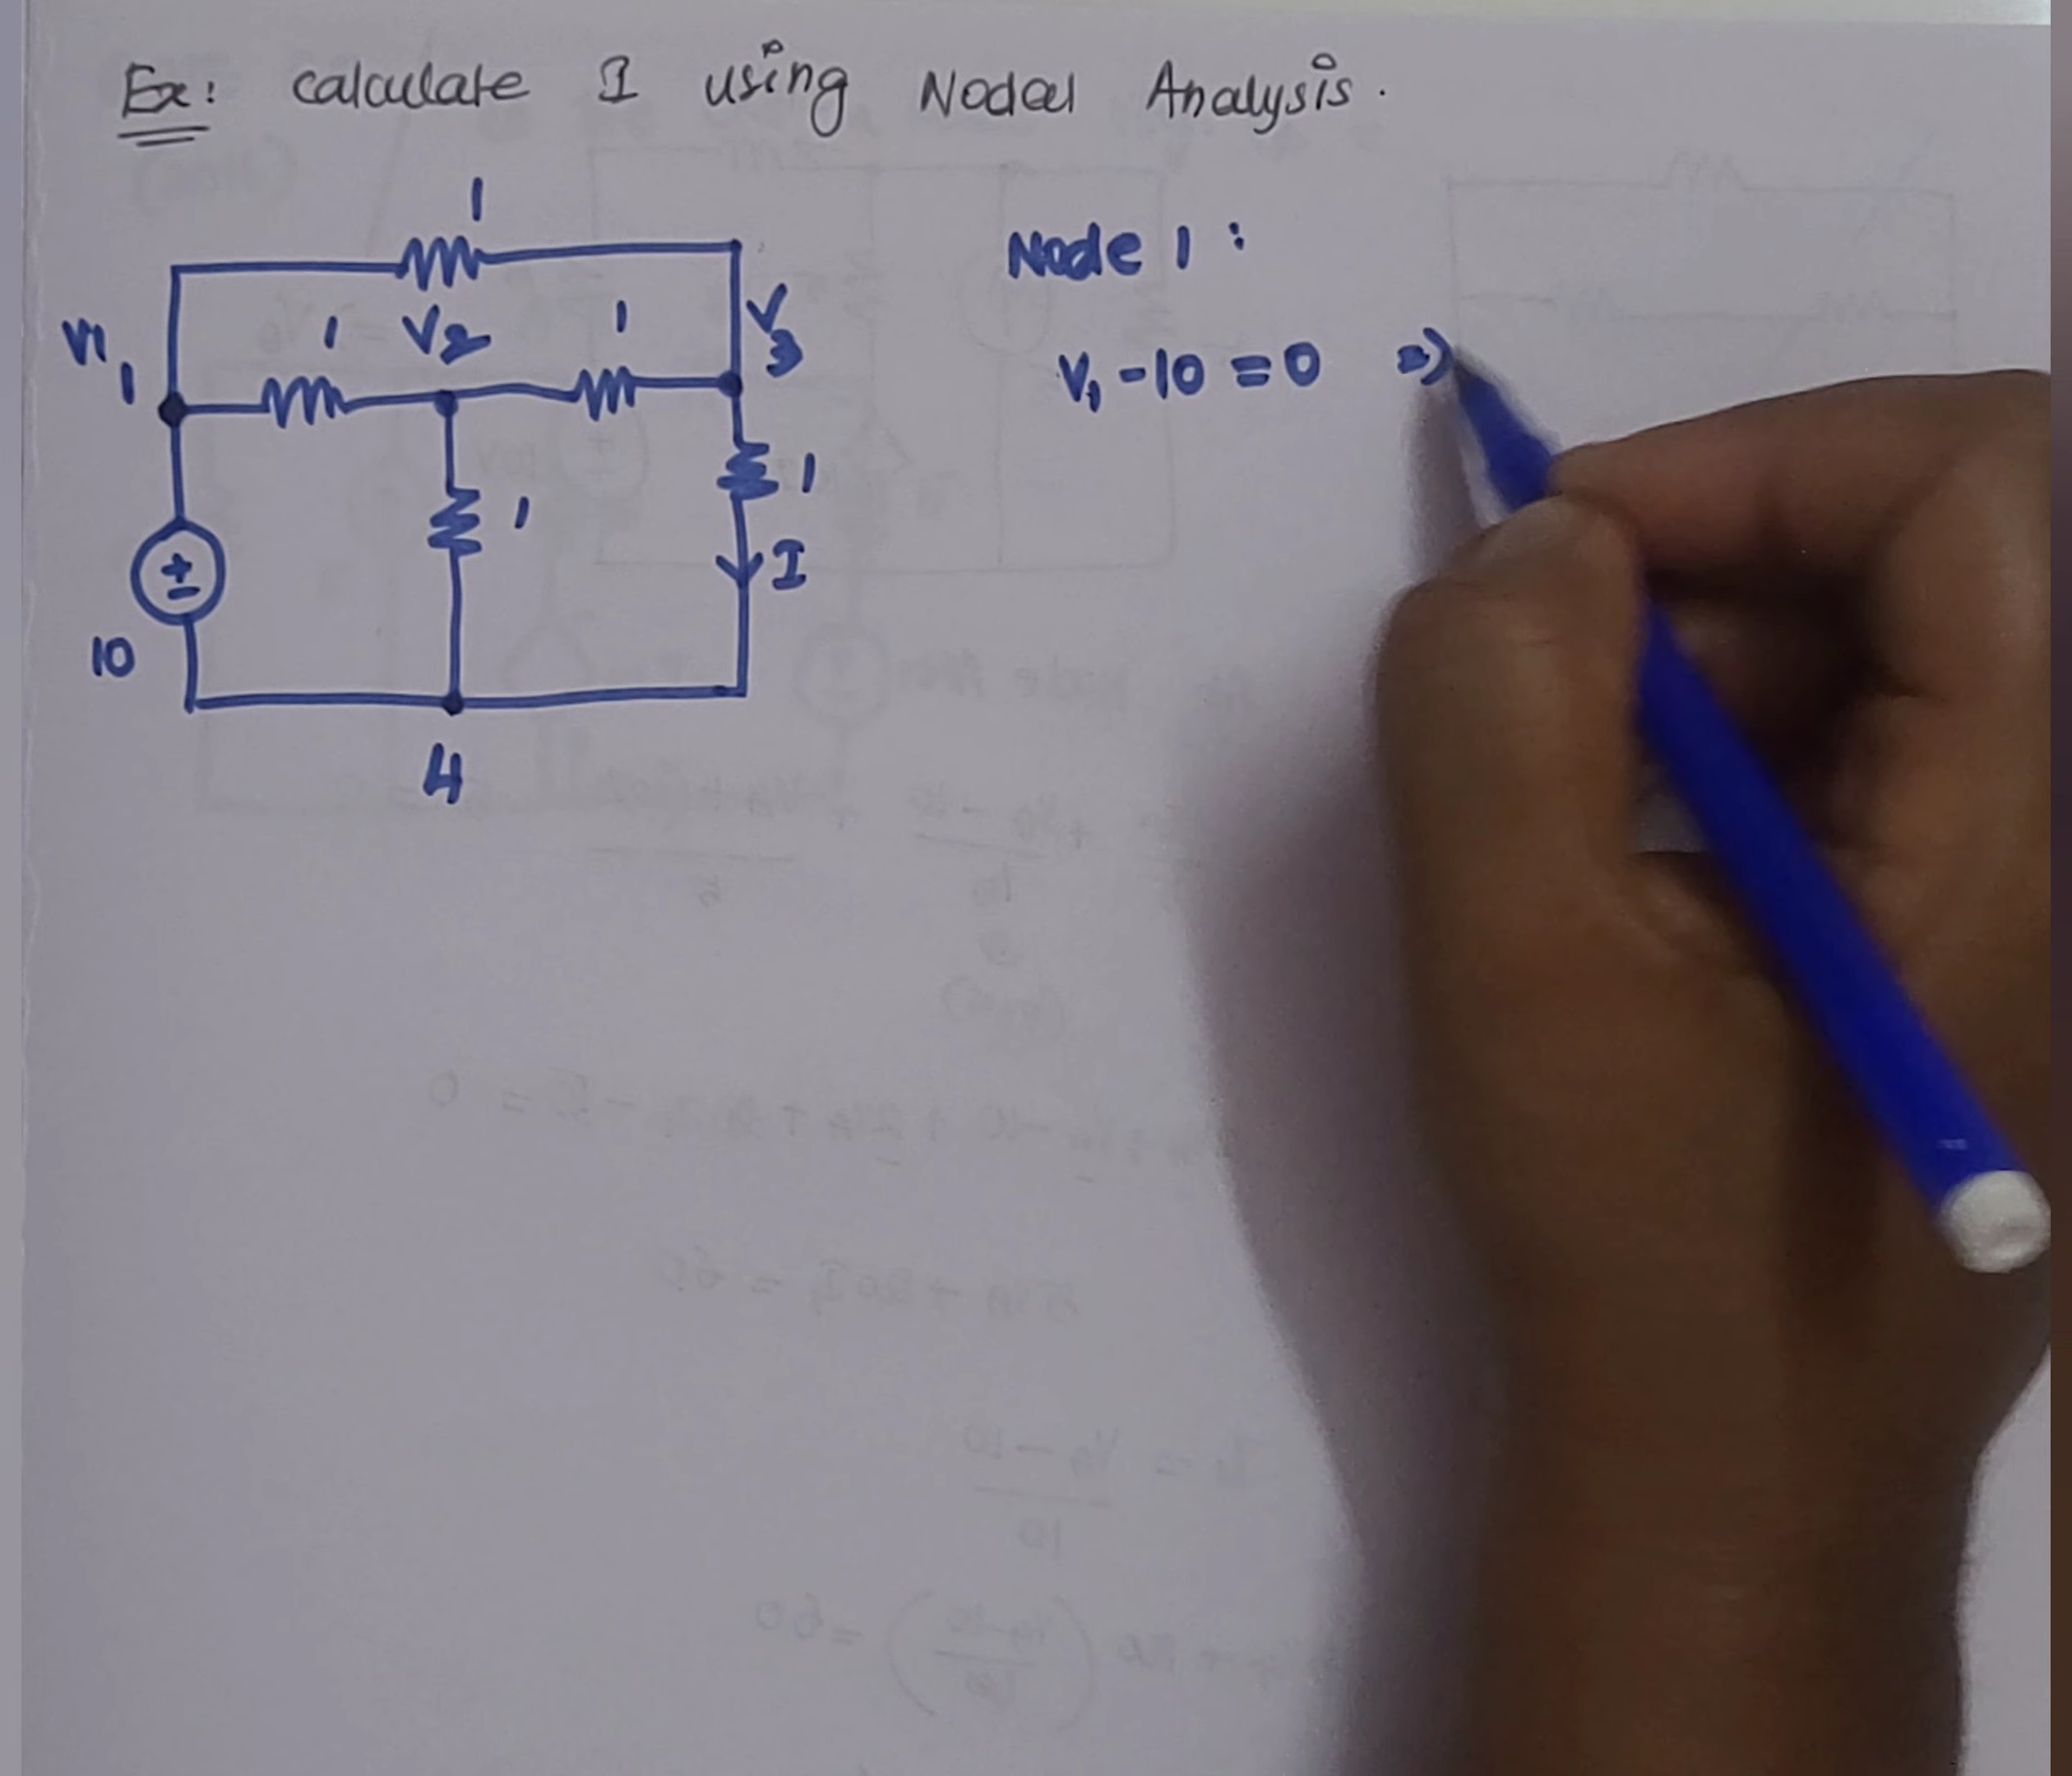 Ex: calculate I using Nodal Analysis.
1
V1
1
1
V2
1
V3
1
1
I
10
4
Node 1 :
V1 - 10 = 0 ⇒